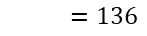 = 136